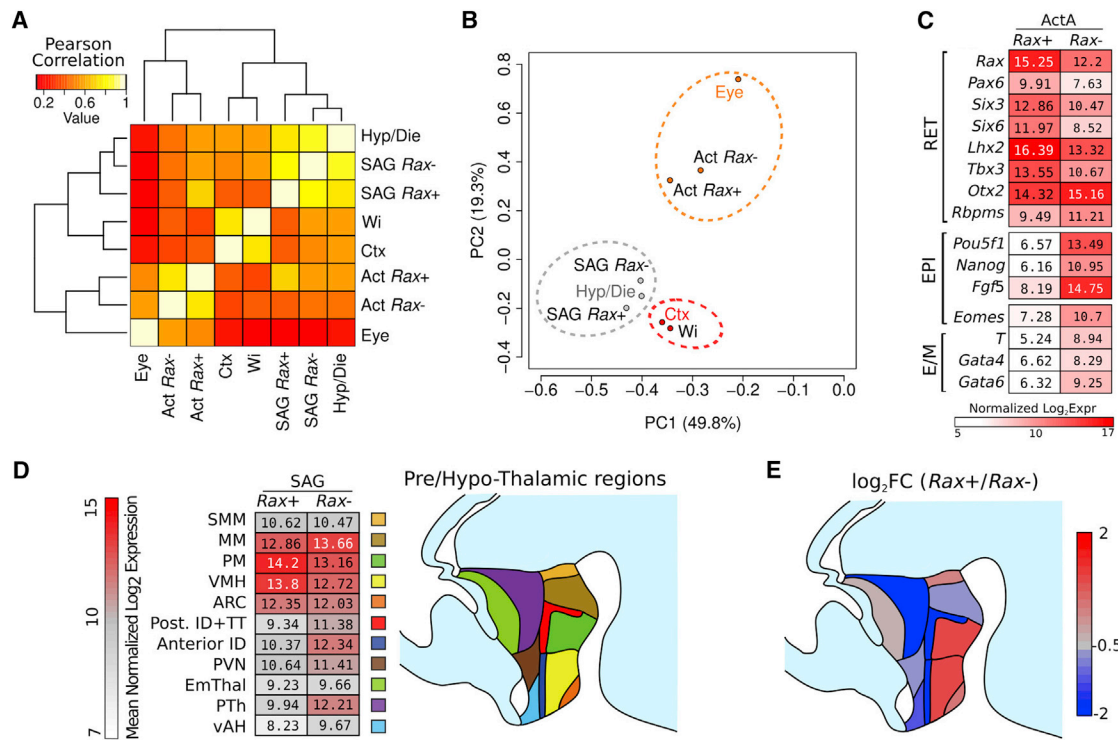 A
Pearson
Correlation
0.2 0.6 1
Value
Hyp/Die
SAG Rax-
SAG Rax+
Wi
Ctx
Act Rax+
Act Rax-
Eye
Eye
Act Rax-
Act Rax+
Ctx
Wi
SAG Rax+
SAG Rax-
Hyp/Die
B
PC2 (19.3%)
0.8
0.6
0.4
0.2
0.0
−0.2
−0.4
Eye
Act Rax-
Act Rax+
SAG Rax-
Hyp/Die
SAG Rax+
Ctx
Wi
−0.6 −0.5 −0.4 −0.3 −0.2 −0.1 0.0
PC1 (49.8%)
C
ActA
Rax+ Rax-
RET
Rax 15.25 12.2
Pax6 9.91 7.63
Six3 12.86 10.47
Six6 11.97 8.52
Lhx2 16.39 13.32
Tbx3 13.55 10.67
Otx2 14.32 15.16
Rbpms 9.49 11.21
EPI
Pou5f1 6.57 13.49
Nanog 6.16 10.95
Fgf5 8.19 14.75
E/M
Eomes 7.28 10.7
T 5.24 8.94
Gata4 6.62 8.29
Gata6 6.32 9.25
Normalized Log2Expr
5 10 17
D
Mean Normalized Log2 Expression
15
10
7
SAG
Rax+ Rax-
SMM 10.62 10.47
MM 12.86 13.66
PM 14.2 13.16
VMH 13.8 12.72
ARC 12.35 12.03
Post. ID+TT 9.34 11.38
Anterior ID 10.37 12.34
PVN 10.64 11.41
EmThal 9.23 9.66
PTh 9.94 12.21
vAH 8.23 9.67
Pre/Hypo-Thalamic regions
E
log2FC (Rax+/Rax-)
2
-0.5
-2